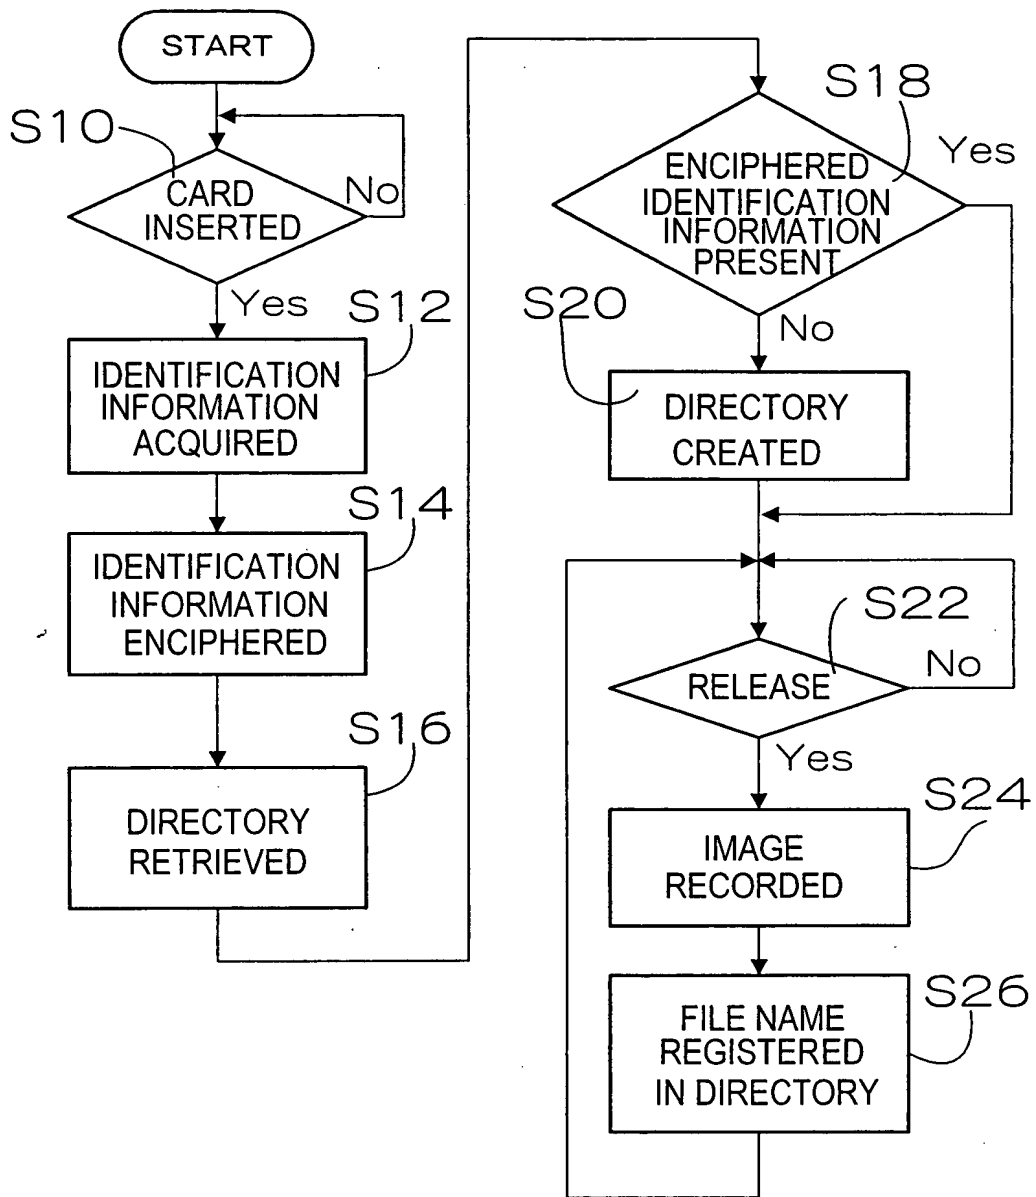 START
S10
CARD
INSERTED
No
Yes
S12
IDENTIFICATION
INFORMATION
ACQUIRED
S14
IDENTIFICATION
INFORMATION
ENCIPHERED
S16
DIRECTORY
RETRIEVED
S18
ENCIPHERED
IDENTIFICATION
INFORMATION
PRESENT
Yes
No
S20
DIRECTORY
CREATED
S22
RELEASE
No
Yes
S24
IMAGE
RECORDED
S26
FILE NAME
REGISTERED
IN DIRECTORY